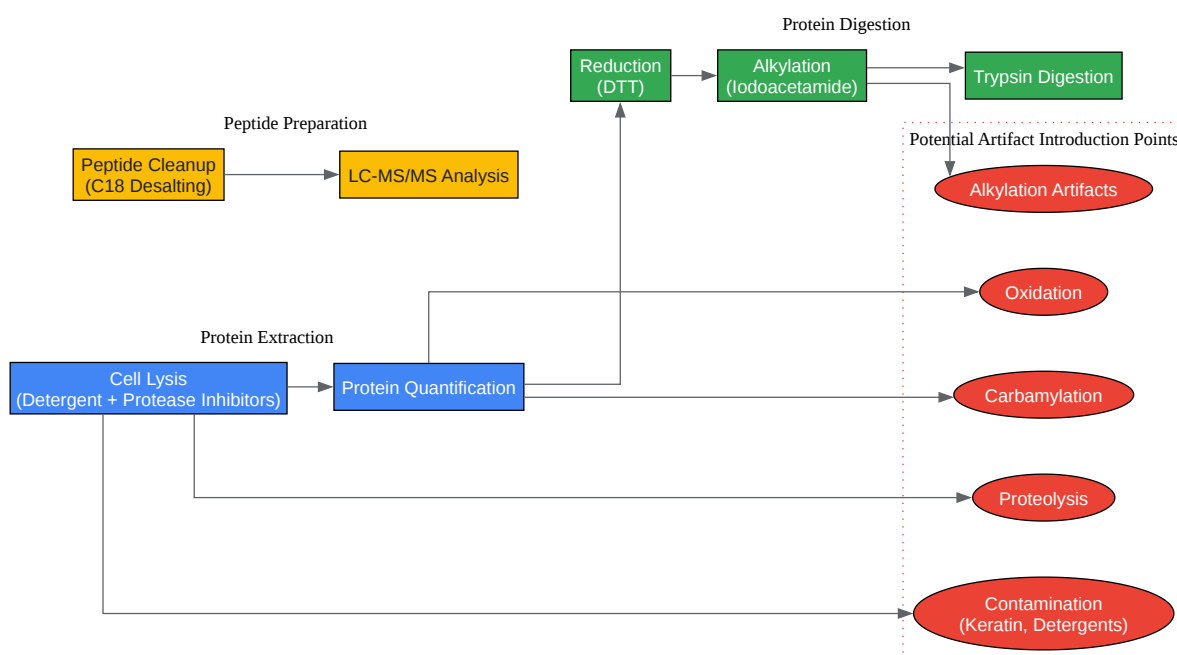 Protein Digestion
Reduction
(DTT)
Alkylation
(Iodoacetamide)
Trypsin Digestion
Peptide Preparation
Peptide Cleanup
(C18 Desalting)
LC-MS/MS Analysis
Potential Artifact Introduction Points
Alkylation Artifacts
Oxidation
Protein Extraction
Cell Lysis
(Detergent + Protease Inhibitors)
Protein Quantification
Carbamylation
Proteolysis
Contamination
(Keratin, Detergents)